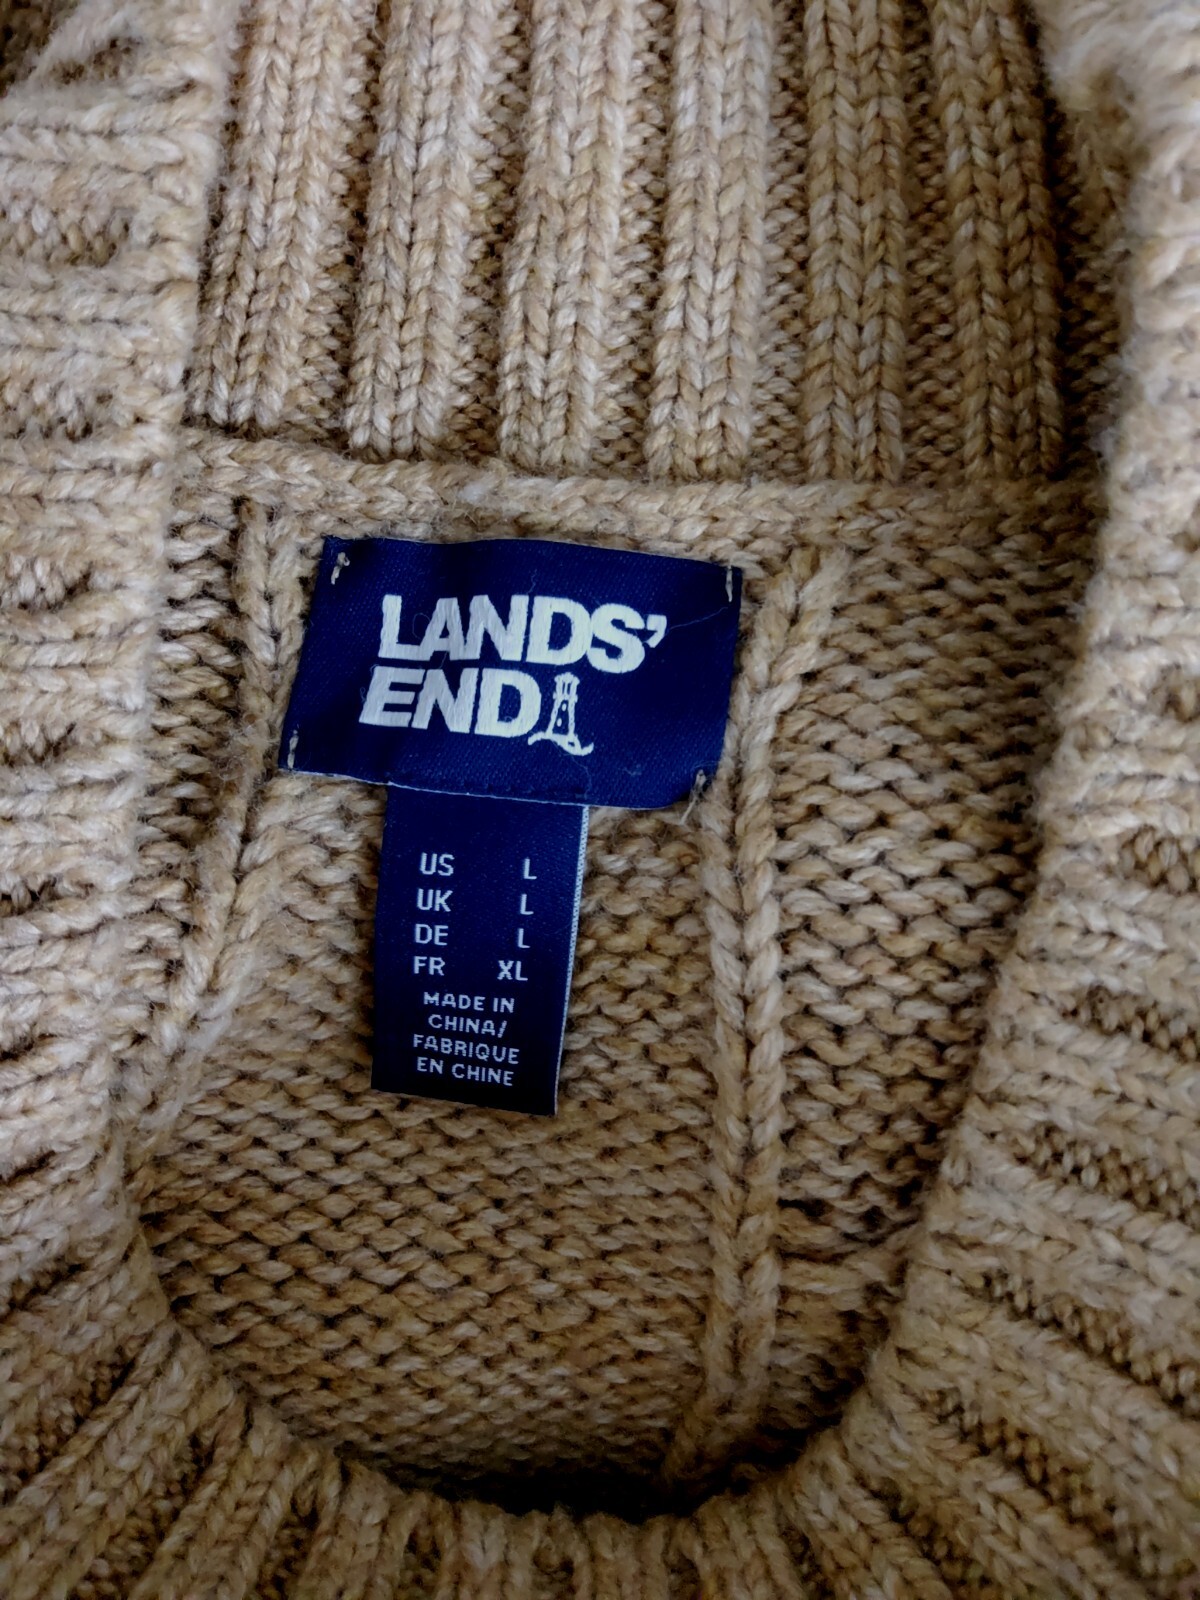 LANDS'
END
US L
UK L
DE L
FR XL
MADE IN
CHINA/
FABRIQUE
EN CHINE